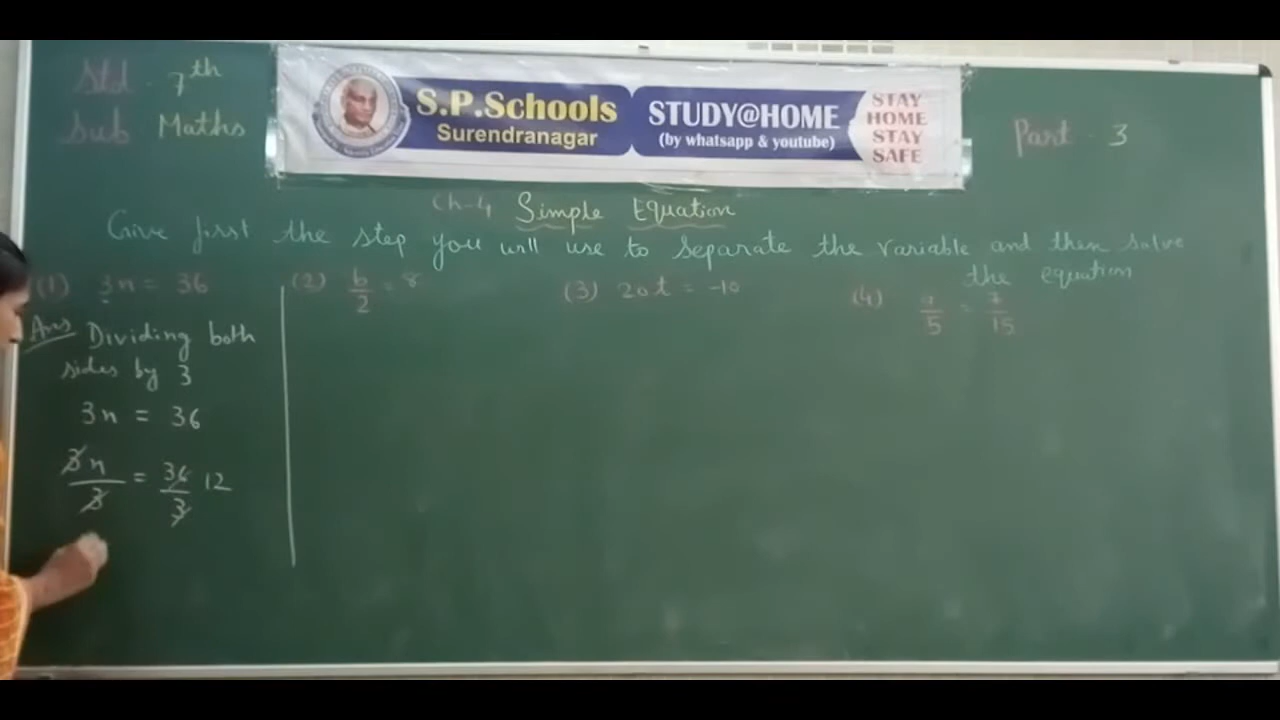 Std - 7th
Sub Maths
S.P.Schools
Surendranagar
STUDY@HOME
(by whatsapp & youtube)
STAY
HOME
STAY
SAFE
Part - 3
Ch-4 Simple Equation
Give first the step you will use to separate the variable and then solve
the equation
(1) 3n = 36
(2) b/2 = 8
(3) 20t = -10
(4) /5 = 7/15
Ans Dividing both
sides by 3
3n = 36
3n/3 = 36/3 12